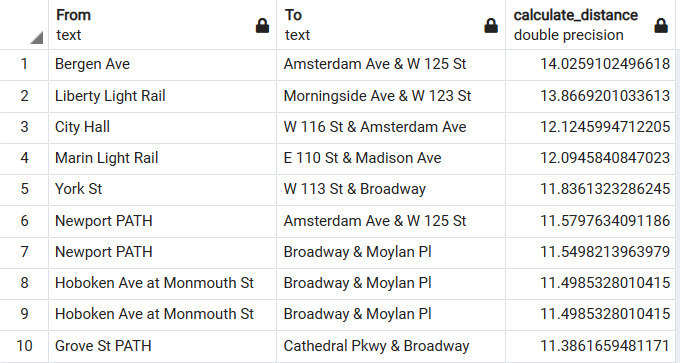 From To calculate_distance
text text double precision
1 Bergen Ave Amsterdam Ave & W 125 St 14.0259102496618
2 Liberty Light Rail Morningside Ave & W 123 St 13.8669201033613
3 City Hall W 116 St & Amsterdam Ave 12.1245994712205
4 Marin Light Rail E 110 St & Madison Ave 12.0945840847023
5 York St W 113 St & Broadway 11.8361323286245
6 Newport PATH Amsterdam Ave & W 125 St 11.5797634091186
7 Newport PATH Broadway & Moylan Pl 11.5498213963979
8 Hoboken Ave at Monmouth St Broadway & Moylan Pl 11.4985328010415
9 Hoboken Ave at Monmouth St Broadway & Moylan Pl 11.4985328010415
10 Grove St PATH Cathedral Pkwy & Broadway 11.3861659481171